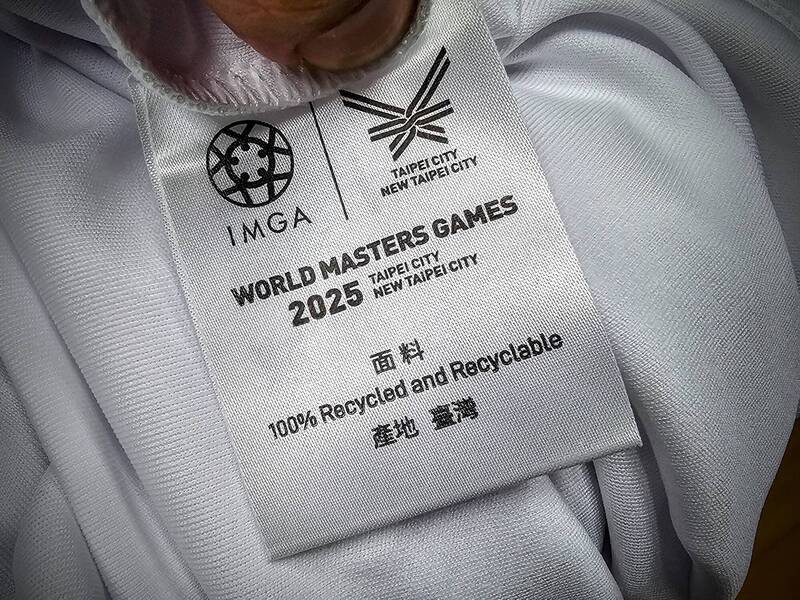 IMGA
TAIPEI CITY
NEW TAIPEI CITY
WORLD MASTERS GAMES
2025 TAIPEI CITY
NEW TAIPEI CITY
面料
100% Recycled and Recyclable
產地 臺灣